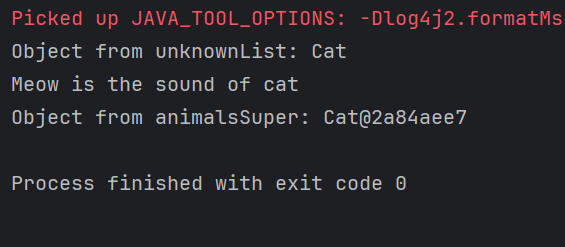 Picked up JAVA_TOOL_OPTIONS: -Dlog4j2.formatMs
Object from unknownList: Cat
Meow is the sound of cat
Object from animalsSuper: Cat@2a84aee7
Process finished with exit code 0